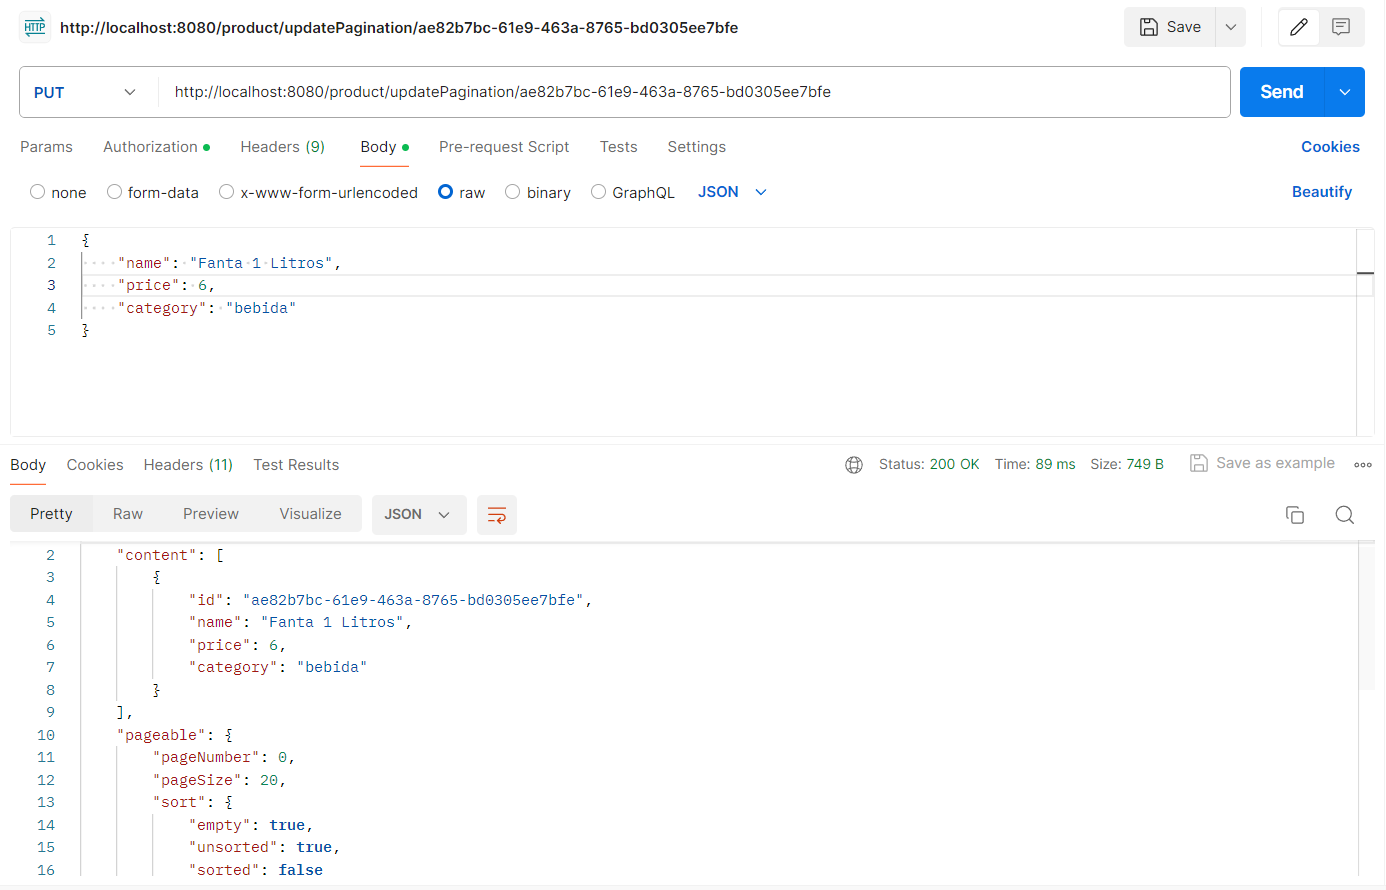 HTTP http://localhost:8080/product/updatePagination/ae82b7bc-61e9-463a-8765-bd0305ee7bfe Save
PUT http://localhost:8080/product/updatePagination/ae82b7bc-61e9-463a-8765-bd0305ee7bfe Send
Params Authorization Headers (9) Body Pre-request Script Tests Settings Cookies
none form-data x-www-form-urlencoded raw binary GraphQL JSON Beautify
1 {
2 "name": "Fanta 1 Litros",
3 "price": 6,
4 "category": "bebida"
5 }
Body Cookies Headers (11) Test Results Status: 200 OK Time: 89 ms Size: 749 B Save as example
Pretty Raw Preview Visualize JSON
2 "content": [
3 {
4 "id": "ae82b7bc-61e9-463a-8765-bd0305ee7bfe",
5 "name": "Fanta 1 Litros",
6 "price": 6,
7 "category": "bebida"
8 }
9 ],
10 "pageable": {
11 "pageNumber": 0,
12 "pageSize": 20,
13 "sort": {
14 "empty": true,
15 "unsorted": true,
16 "sorted": false